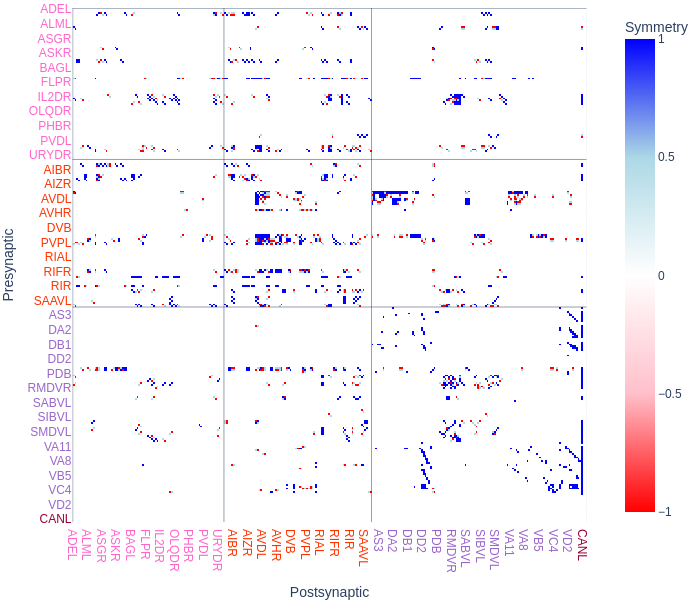 Symmetry
1
0.5
0
−0.5
−1
Presynaptic
ADEL
ALML
ASGR
ASKR
BAGL
FLPR
IL2DR
OLQDR
PHBR
PVDL
URYDR
AIBR
AIZR
AVDL
AVHR
DVB
PVPL
RIAL
RIFR
RIR
SAAVL
AS3
DA2
DB1
DD2
PDB
RMDVR
SABVL
SIBVL
SMDVL
VA11
VA8
VB5
VC4
VD2
CANL
ADEL
ALML
ASGR
ASKR
BAGL
FLPR
IL2DR
OLQDR
PHBR
PVDL
URYDR
AIBR
AIZR
AVDL
AVHR
DVB
PVPL
RIAL
RIFR
RIR
SAAVL
AS3
DA2
DB1
DD2
PDB
RMDVR
SABVL
SIBVL
SMDVL
VA11
VA8
VB5
VC4
VD2
CANL
Postsynaptic